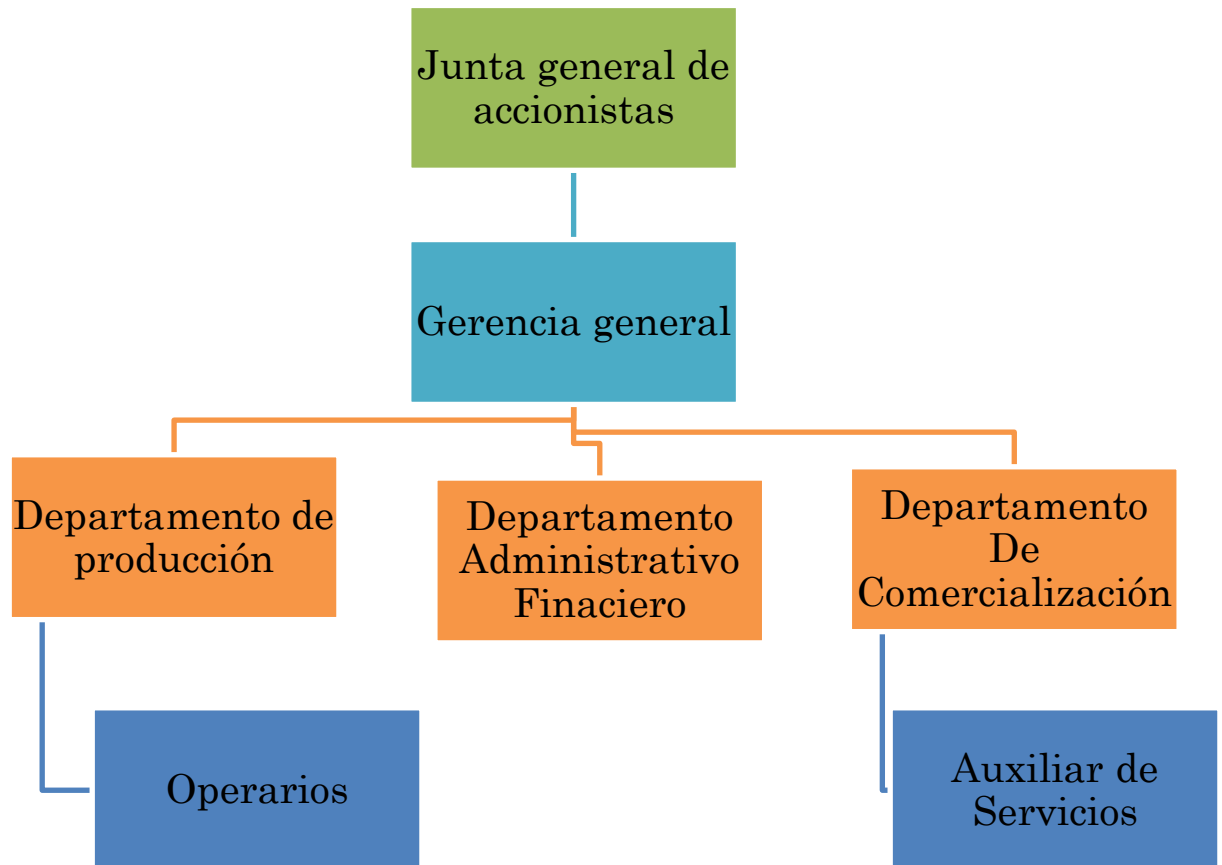 Junta general de
accionistas
Gerencia general
Departamento de
producción
Departamento
Administrativo
Finaciero
Departamento
De
Comercialización
Operarios
Auxiliar de
Servicios